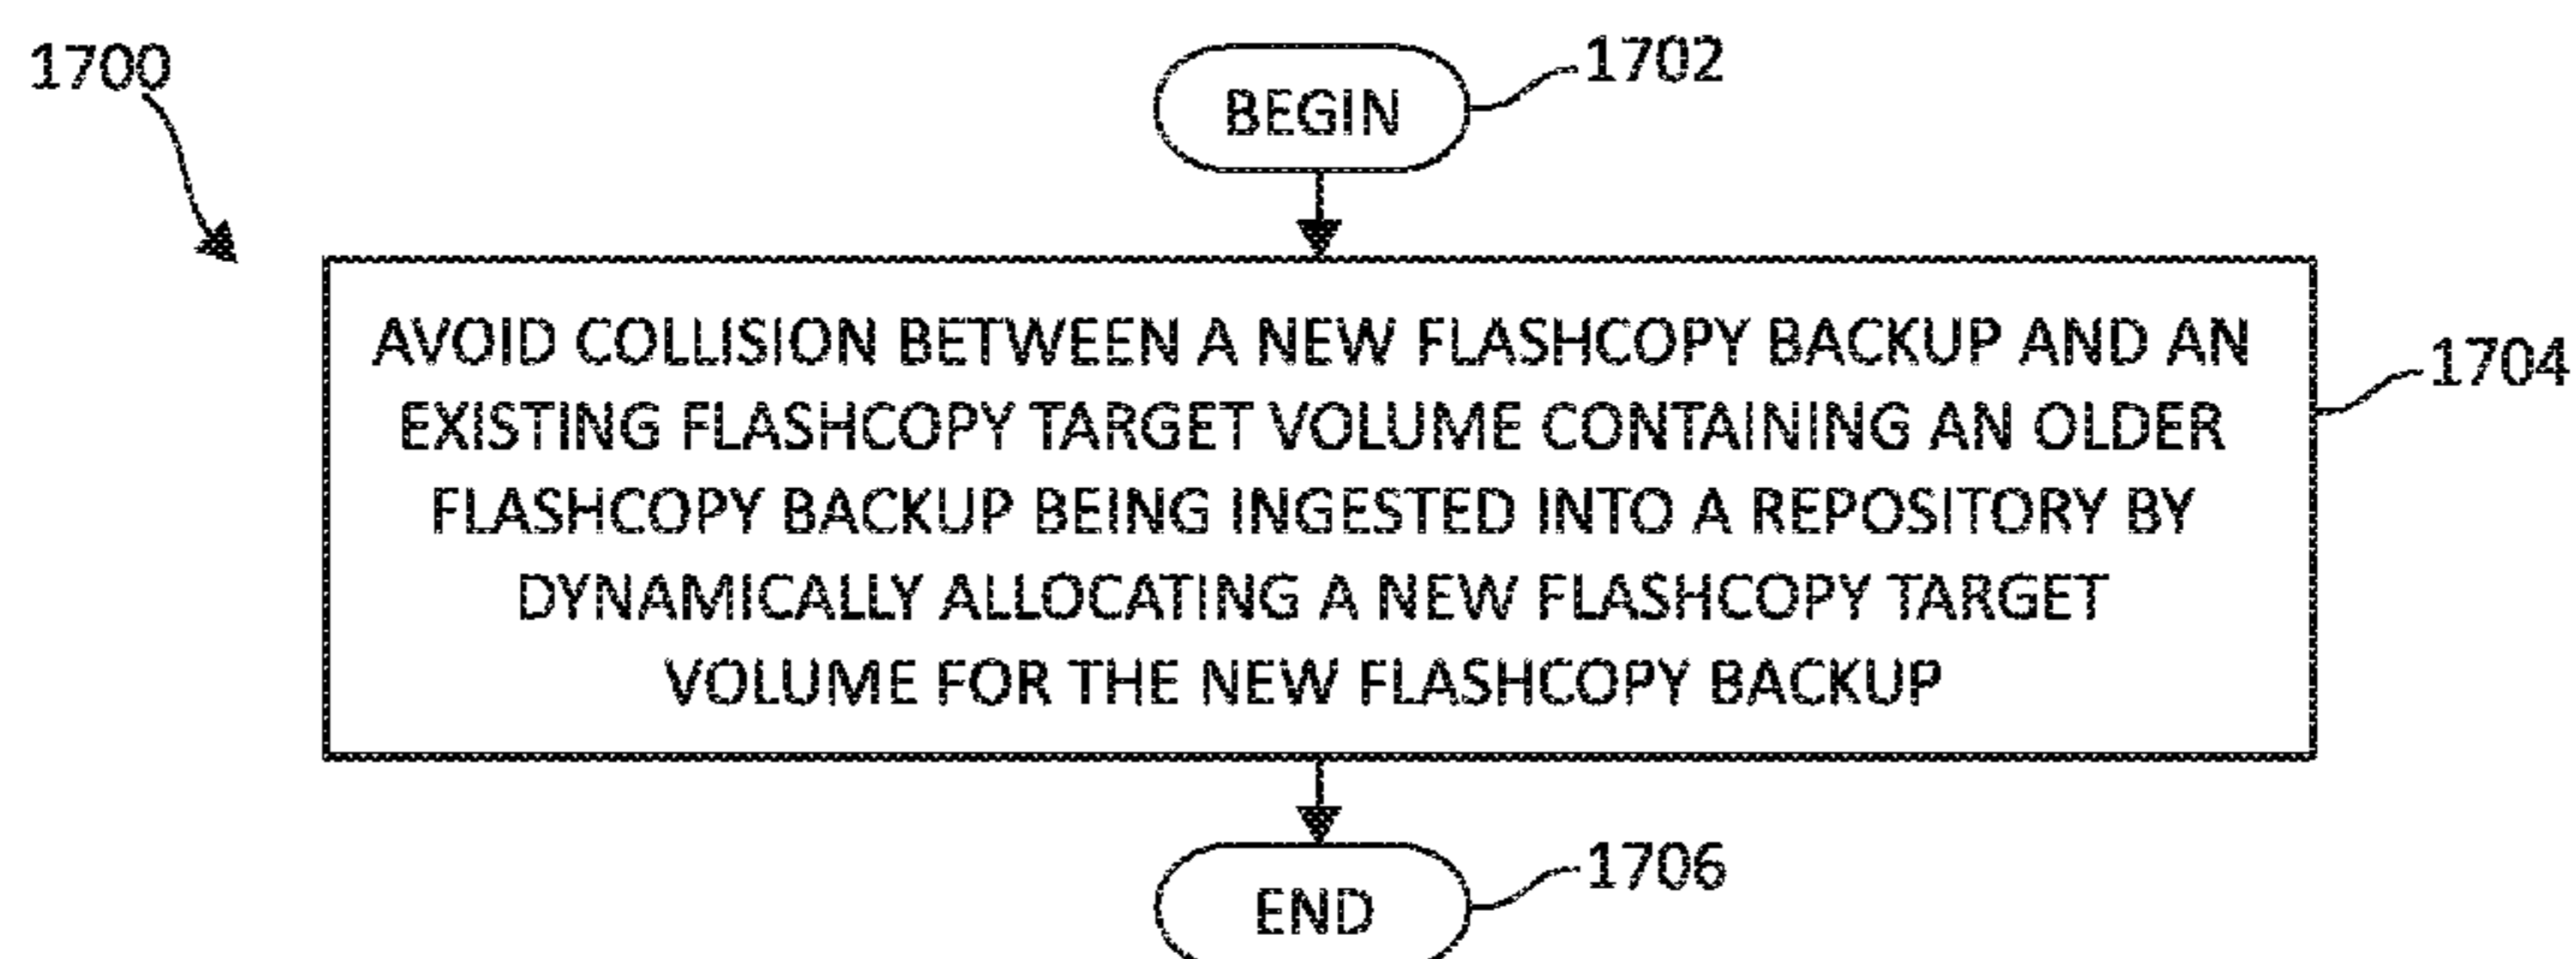 1700
BEGIN
1702
AVOID COLLISION BETWEEN A NEW FLASHCOPY BACKUP AND AN
EXISTING FLASHCOPY TARGET VOLUME CONTAINING AN OLDER
FLASHCOPY BACKUP BEING INGESTED INTO A REPOSITORY BY
DYNAMICALLY ALLOCATING A NEW FLASHCOPY TARGET
VOLUME FOR THE NEW FLASHCOPY BACKUP
1704
END
1706